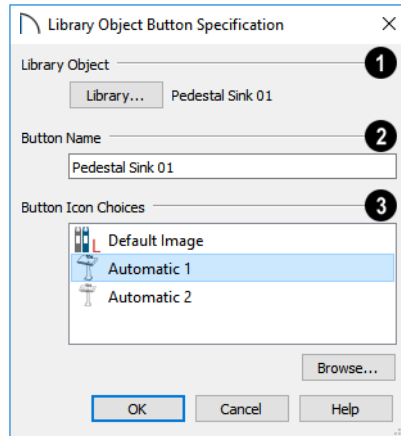 Library Object Button Specification
Library Object 1
Library... Pedestal Sink 01
Button Name 2
Pedestal Sink 01
Button Icon Choices 3
L Default Image
Automatic 1
Automatic 2
Browse...
OK Cancel Help